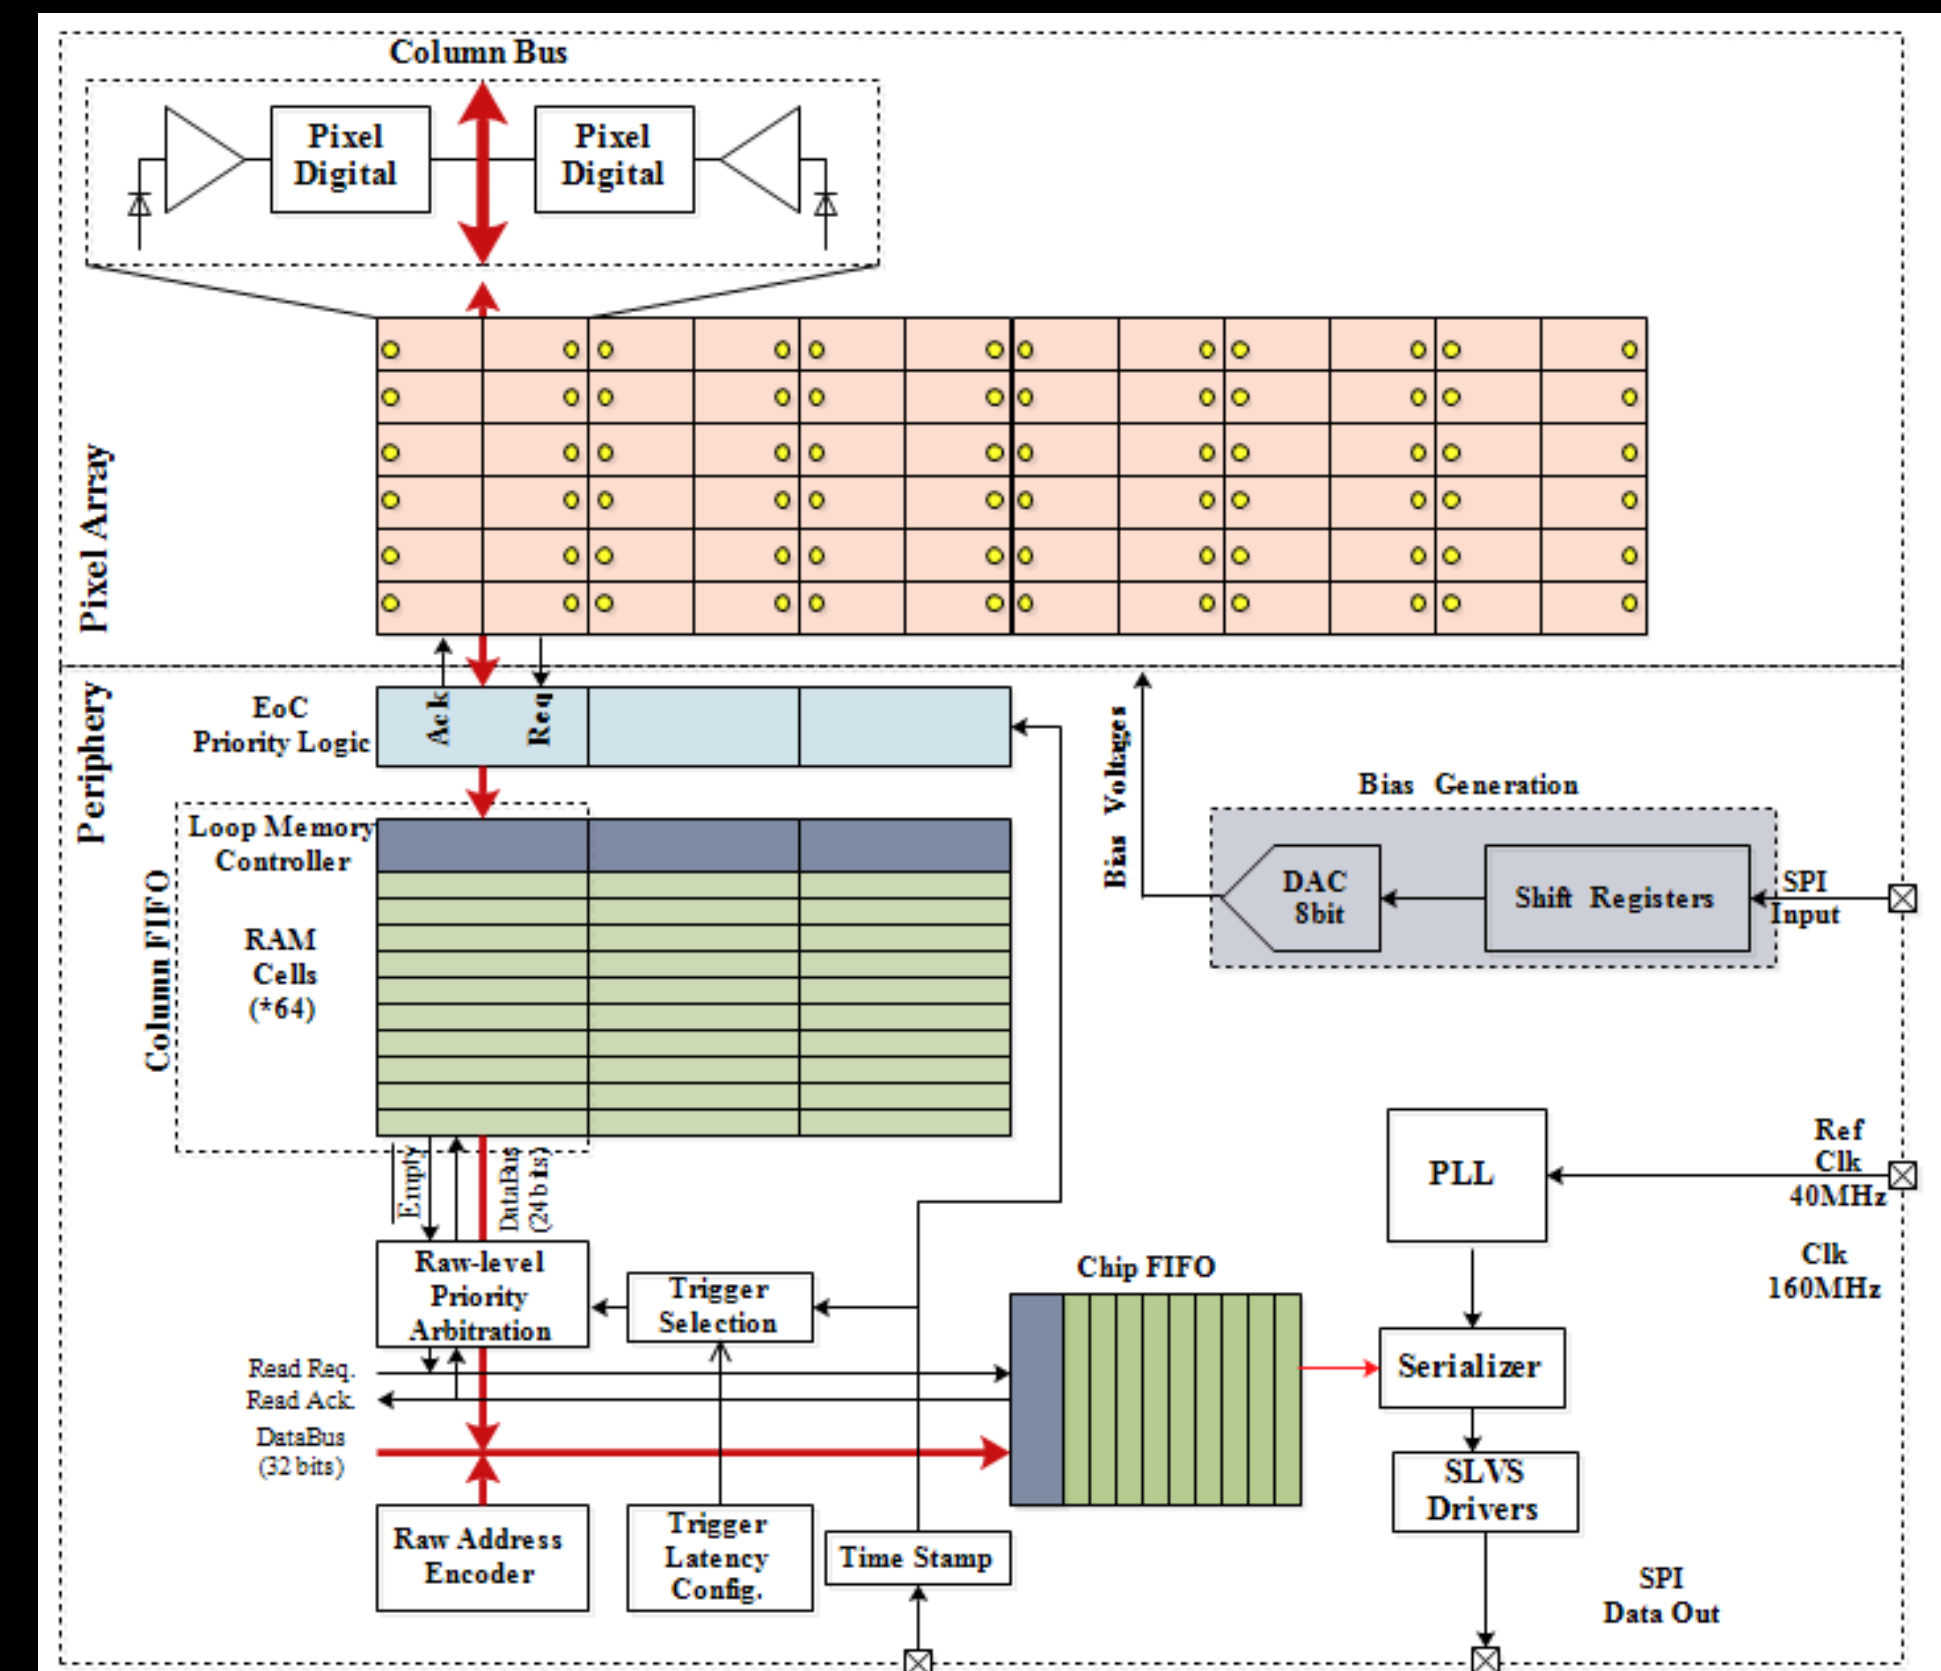 Column Bus
Pixel
Digital
Pixel
Digital
Pixel Array
Periphery
EoC
Priority Logic
Ack
Req
Bias Voltages
Bias Generation
DAC
8bit
Shift Registers
SPI
Input
Loop Memory
Controller
Column FIFO
RAM
Cells
(*64)
Empty
DataBus
(24bits)
PLL
Ref
Clk
40MHz
Clk
160MHz
Raw-level
Priority
Arbitration
Trigger
Selection
Chip FIFO
Serializer
Read Req.
Read Ack.
DataBus
(32 bits)
SLVS
Drivers
Raw Address
Encoder
Trigger
Latency
Config.
Time Stamp
SPI
Data Out